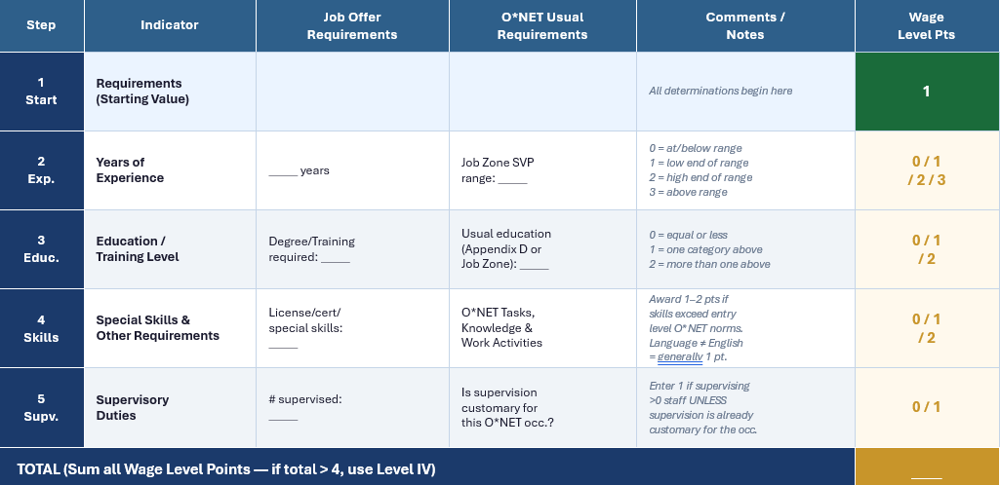 Step
Indicator
Job Offer
Requirements
O*NET Usual
Requirements
Comments /
Notes
Wage
Level Pts
1
Start
Requirements
(Starting Value)
All determinations begin here
1
2
Exp.
Years of
Experience
_____ years
Job Zone SVP
range: _____
0 = at/below range
1 = low end of range
2 = high end of range
3 = above range
0 / 1
/ 2 / 3
3
Educ.
Education /
Training Level
Degree/Training
required: _____
Usual education
(Appendix D or
Job Zone): _____
0 = equal or less
1 = one category above
2 = more than one above
0 / 1
/ 2
4
Skills
Special Skills &
Other Requirements
License/cert/
special skills:
_____
O*NET Tasks,
Knowledge &
Work Activities
Award 1–2 pts if
skills exceed entry
level O*NET norms.
Language ≠ English
= generally 1 pt.
0 / 1
/ 2
5
Supv.
Supervisory
Duties
# supervised:
_____
Is supervision
customary for
this O*NET occ.?
Enter 1 if supervising
>0 staff UNLESS
supervision is already
customary for the occ.
0 / 1
TOTAL (Sum all Wage Level Points — if total > 4, use Level IV)
_____